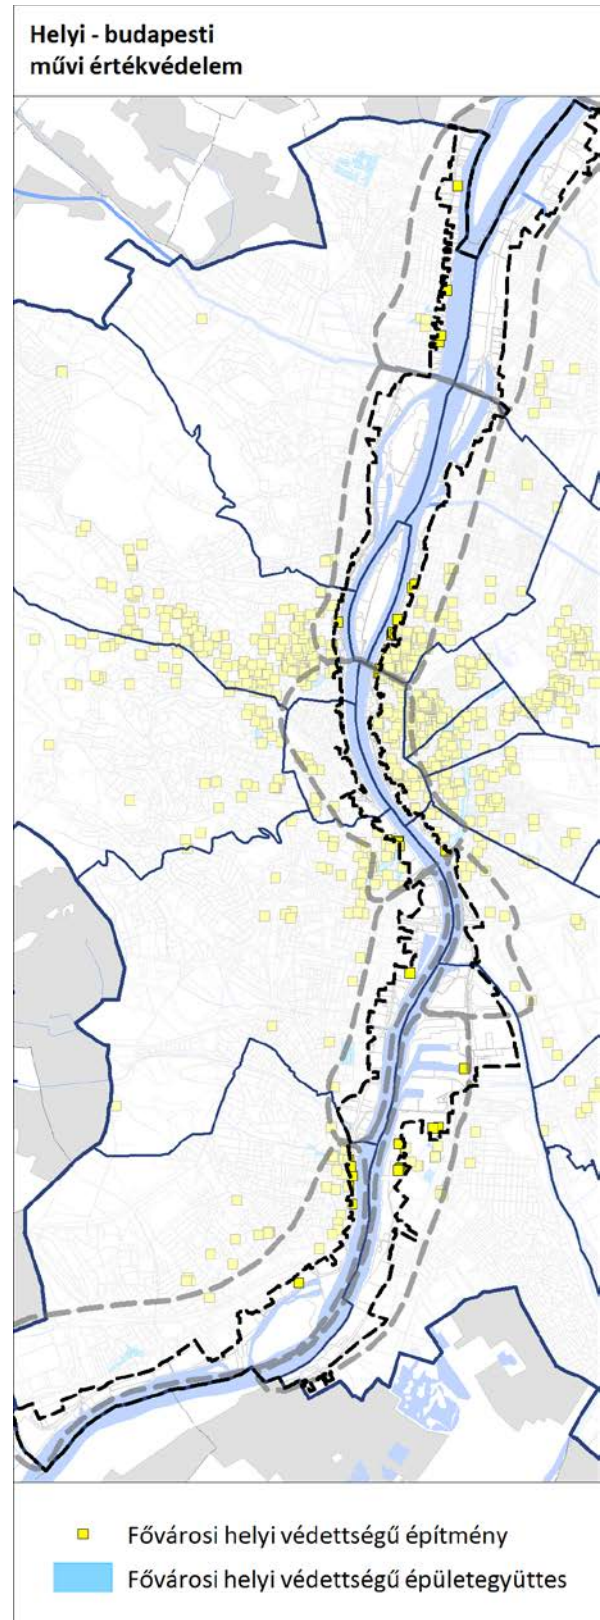 Helyi - budapesti
művi értékvédelem
Fővárosi helyi védettségű építmény
Fővárosi helyi védettségű épületegyüttes